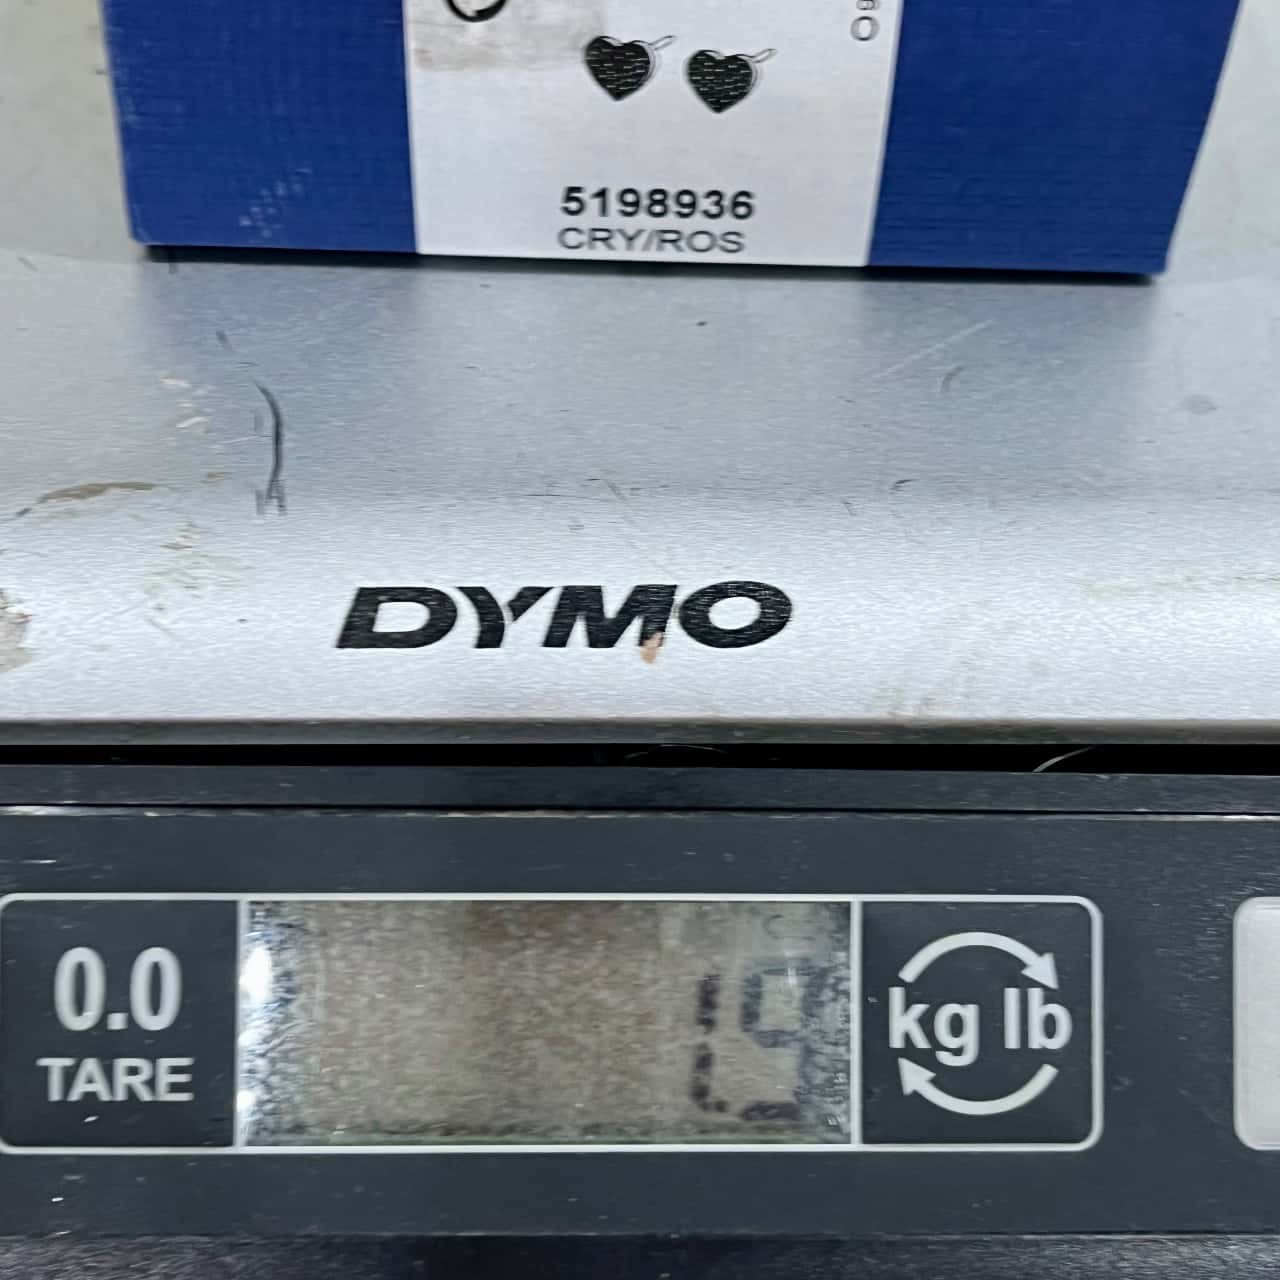 5198936
CRY/ROS
DYMO
0.0
TARE
kg lb